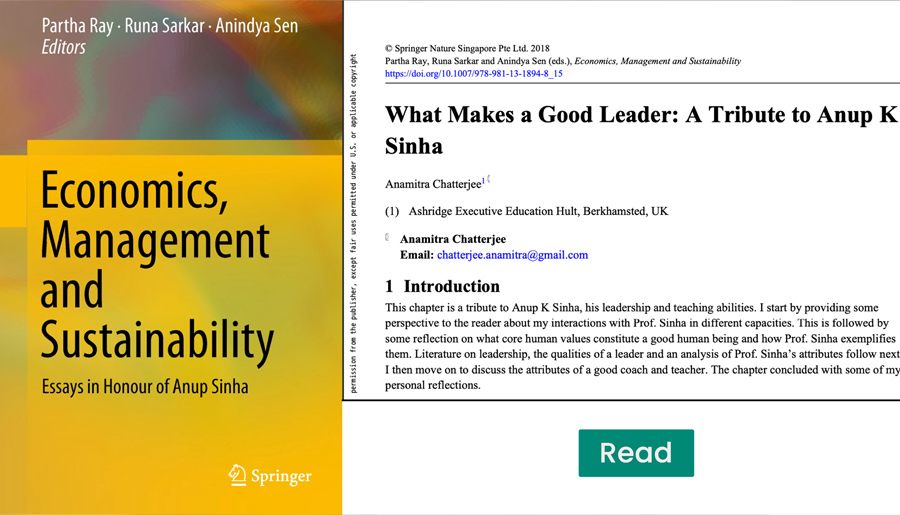 Partha Ray · Runa Sarkar · Anindya Sen
Editors
Economics,
Management
and
Sustainability
Essays in Honour of Anup Sinha
Springer
permission from the publisher, except fair uses permitted under U.S. or applicable copyright
© Springer Nature Singapore Pte Ltd. 2018
Partha Ray, Runa Sarkar and Anindya Sen (eds.), Economics, Management and Sustainability
https://doi.org/10.1007/978-981-13-1894-8_15
What Makes a Good Leader: A Tribute to Anup K
Sinha
Anamitra Chatterjee1
(1) Ashridge Executive Education Hult, Berkhamsted, UK
Anamitra Chatterjee
Email: chatterjee.anamitra@gmail.com
1 Introduction
This chapter is a tribute to Anup K Sinha, his leadership and teaching abilities. I start by providing some
perspective to the reader about my interactions with Prof. Sinha in different capacities. This is followed by
some reflection on what core human values constitute a good human being and how Prof. Sinha exemplifies
them. Literature on leadership, the qualities of a leader and an analysis of Prof. Sinha's attributes follow next
I then move on to discuss the attributes of a good coach and teacher. The chapter concluded with some of my
personal reflections.
Read